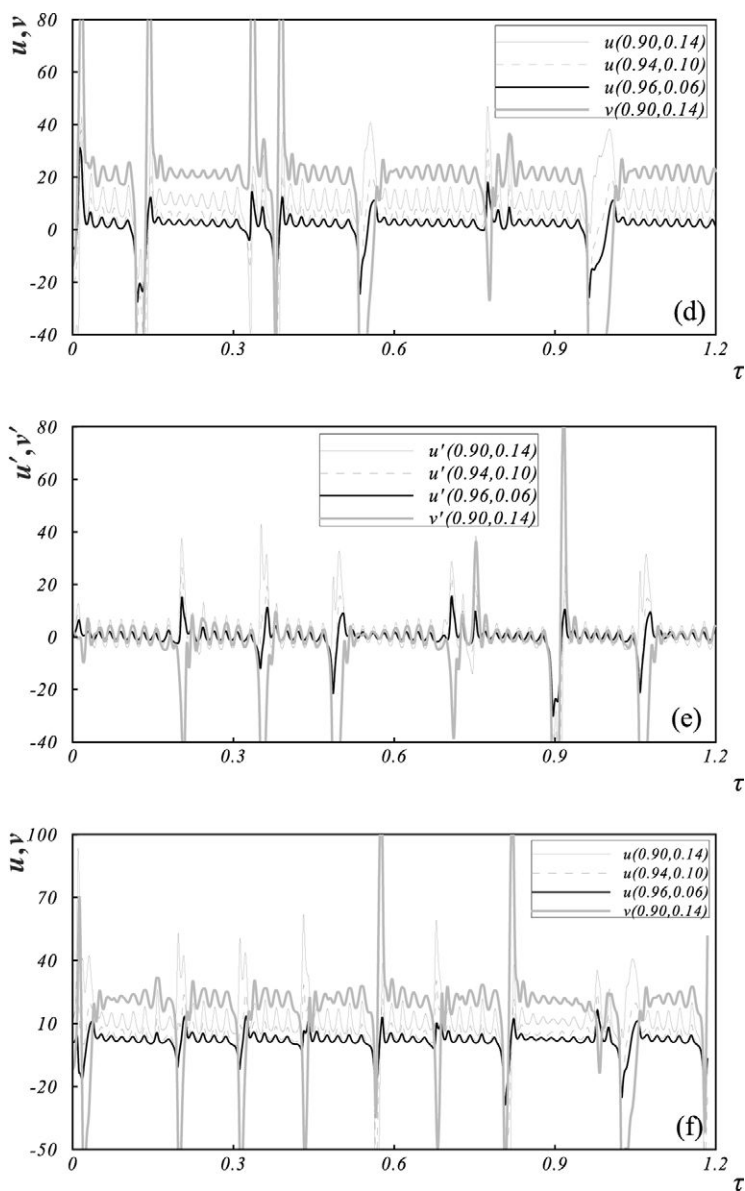 u,v
80
60
40
20
0
-20
-40
u(0.90,0.14)
u(0.94,0.10)
u(0.96,0.06)
v(0.90,0.14)
(d)
0 0.3 0.6 0.9 1.2
τ
u',v'
80
60
40
20
0
-20
-40
u'(0.90,0.14)
u'(0.94,0.10)
u'(0.96,0.06)
v'(0.90,0.14)
(e)
0 0.3 0.6 0.9 1.2
τ
u,v
100
70
40
10
-20
-50
u(0.90,0.14)
u(0.94,0.10)
u(0.96,0.06)
v(0.90,0.14)
(f)
0 0.3 0.6 0.9 1.2
τ